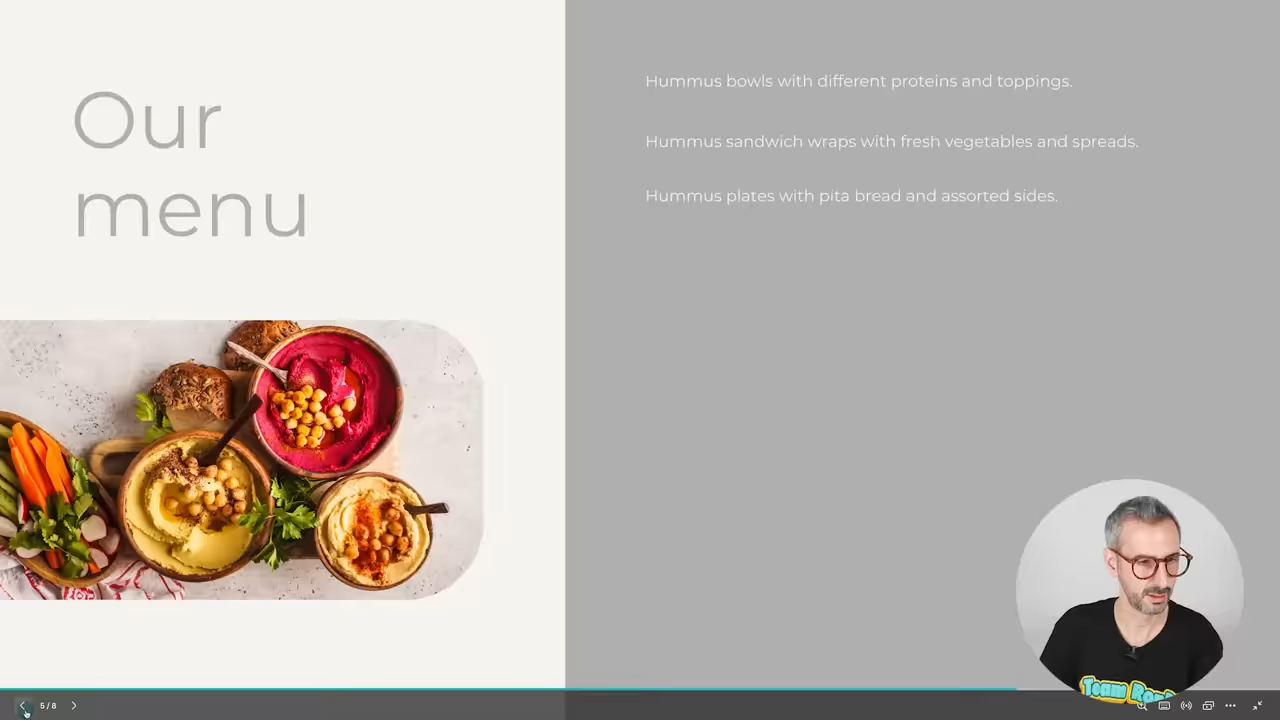 Our
menu
Hummus bowls with different proteins and toppings.
Hummus sandwich wraps with fresh vegetables and spreads.
Hummus plates with pita bread and assorted sides.
Team
5 / 8